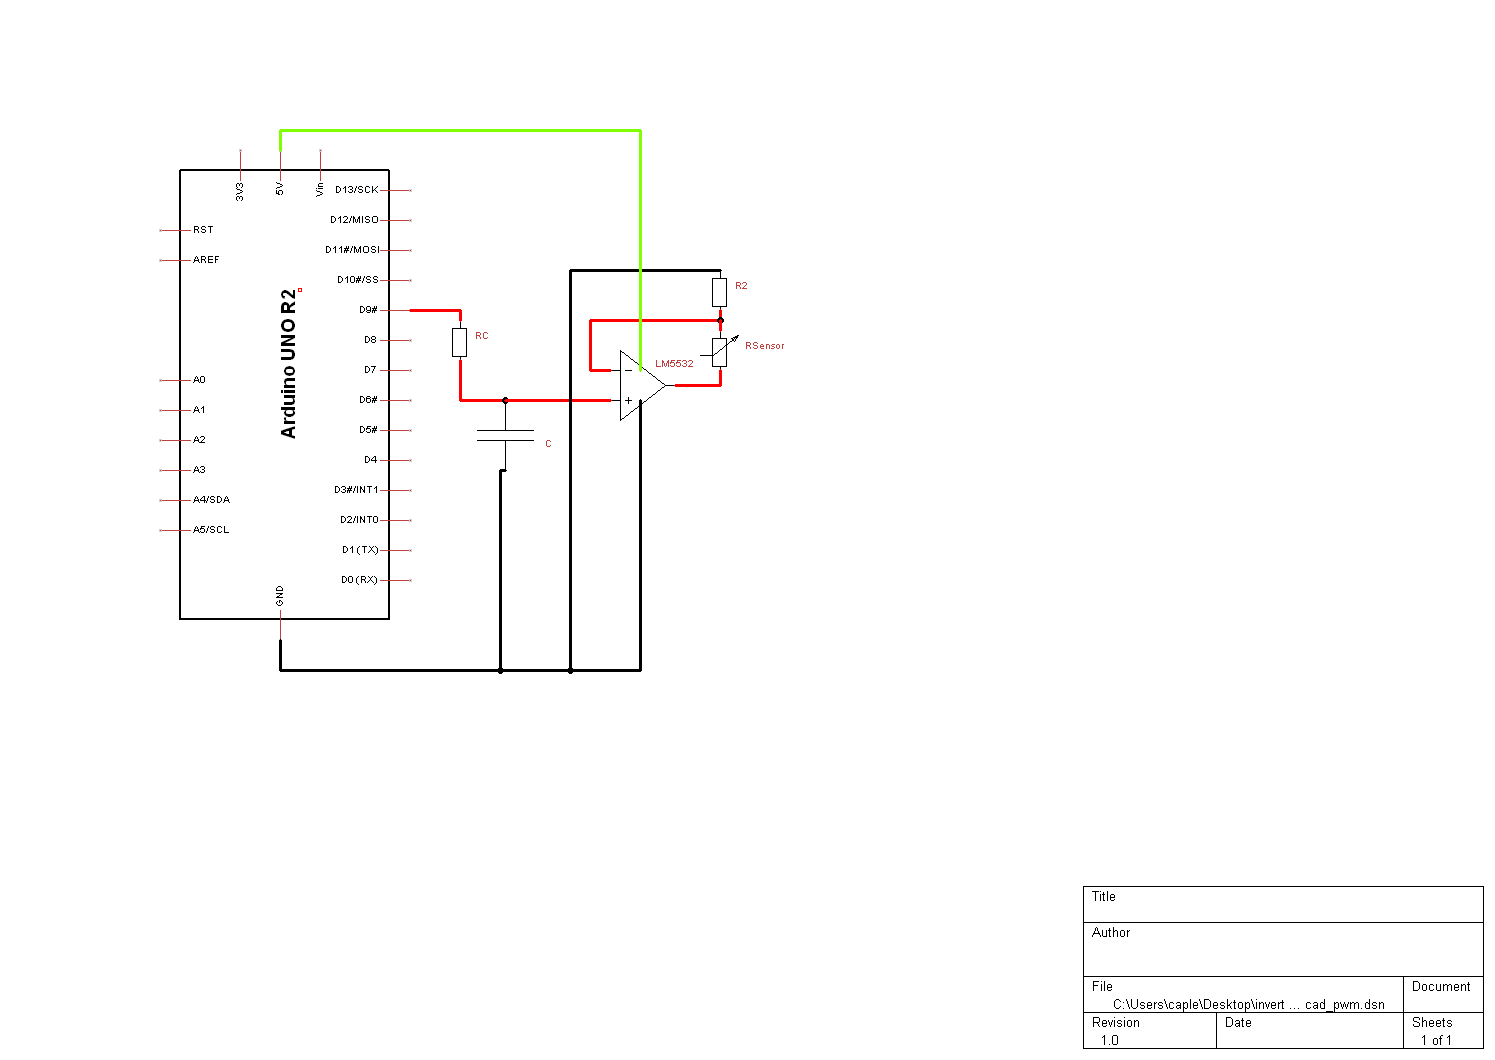 3V3
5V
Vin
RST
AREF
A0
A1
A2
A3
A4/SDA
A5/SCL
Arduino UNO R2
D13/SCK
D12/MISO
D11#/MOSI
D10#/SS
D9#
D8
D7
D6#
D5#
D4
D3#/INT1
D2/INT0
D1(TX)
D0(RX)
GND
RC
C
LM5532
−
+
R2
RSensor
Title
Author
File
C:\Users\caple\Desktop\invert ... cad_pwm.dsn
Document
Revision
1.0
Date
Sheets
1 of 1